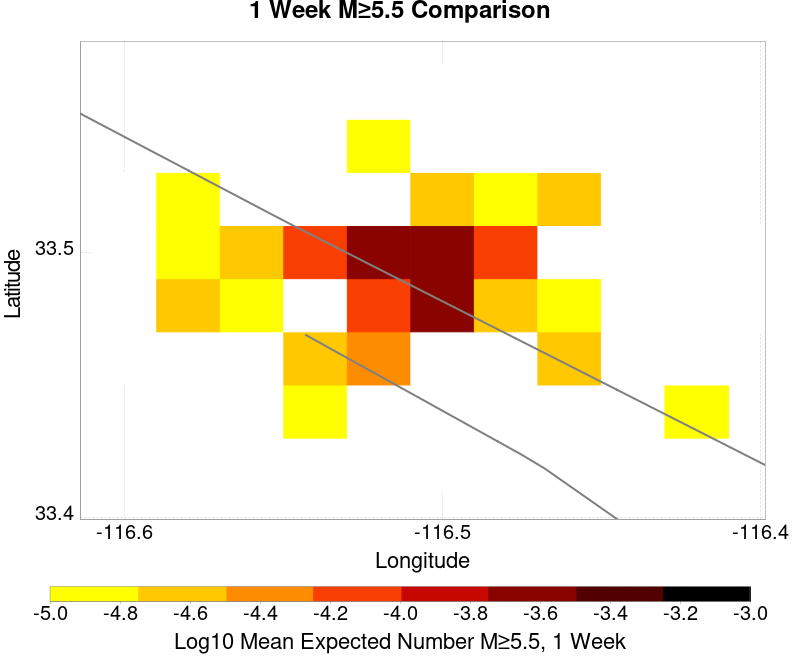 1 Week M≥5.5 Comparison
Latitude
33.5
33.4
-116.6 -116.5 -116.4
Longitude
-5.0 -4.8 -4.6 -4.4 -4.2 -4.0 -3.8 -3.6 -3.4 -3.2 -3.0
Log10 Mean Expected Number M≥5.5, 1 Week